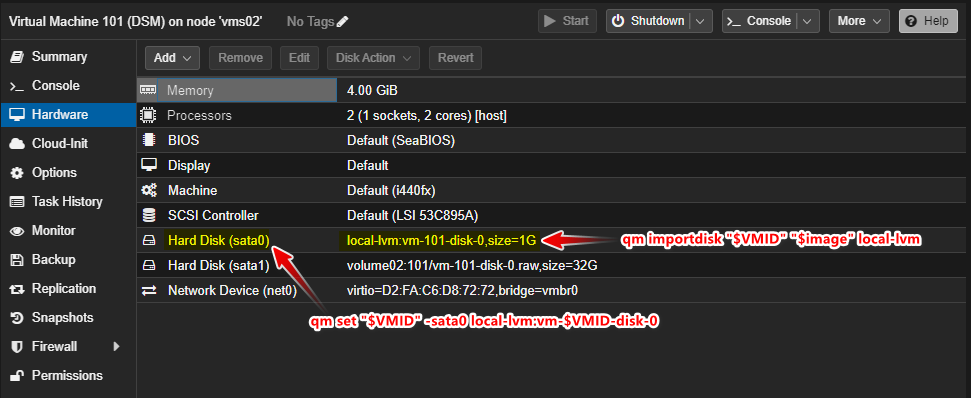 Virtual Machine 101 (DSM) on node 'vms02' No Tags Start Shutdown Console More Help
Summary
Console
Hardware
Cloud-Init
Options
Task History
Monitor
Backup
Replication
Snapshots
Firewall
Permissions
Add Remove Edit Disk Action Revert
Memory 4.00 GiB
Processors 2 (1 sockets, 2 cores) [host]
BIOS Default (SeaBIOS)
Display Default
Machine Default (i440fx)
SCSI Controller Default (LSI 53C895A)
Hard Disk (sata0) local-lvm:vm-101-disk-0,size=1G qm importdisk "$VMID" "$image" local-lvm
Hard Disk (sata1) volume02:101/vm-101-disk-0.raw,size=32G
Network Device (net0) virtio=D2:FA:C6:D8:72:72,bridge=vmbr0
qm set "$VMID" -sata0 local-lvm:vm-$VMID-disk-0